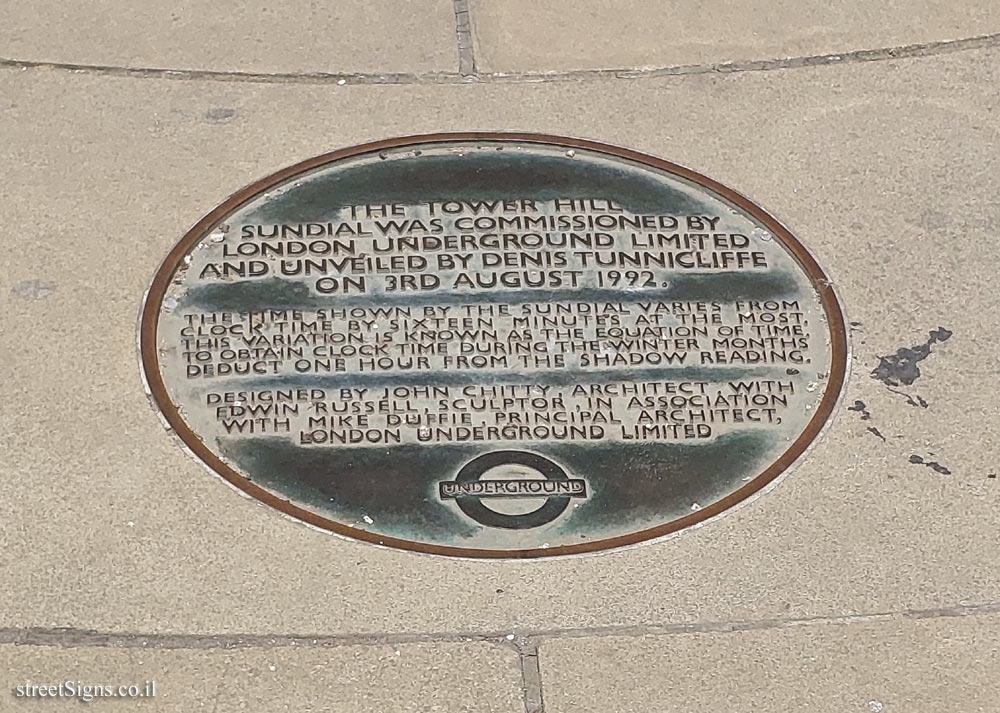 THE TOWER HILL
SUNDIAL WAS COMMISSIONED BY
LONDON UNDERGROUND LIMITED
AND UNVEILED BY DENIS TUNNICLIFFE
ON 3RD AUGUST 1992.
THE TIME SHOWN BY THE SUNDIAL VARIES FROM
CLOCK TIME BY SIXTEEN MINUTES AT THE MOST.
THIS VARIATION IS KNOWN AS THE EQUATION OF TIME.
TO OBTAIN CLOCK TIME DURING THE WINTER MONTHS
DEDUCT ONE HOUR FROM THE SHADOW READING.
DESIGNED BY JOHN CHITTY ARCHITECT, WITH
EDWIN RUSSELL, SCULPTOR IN ASSOCIATION
WITH MIKE DUFFIE, PRINCIPAL ARCHITECT,
LONDON UNDERGROUND LIMITED
UNDERGROUND
streetSigns.co.il